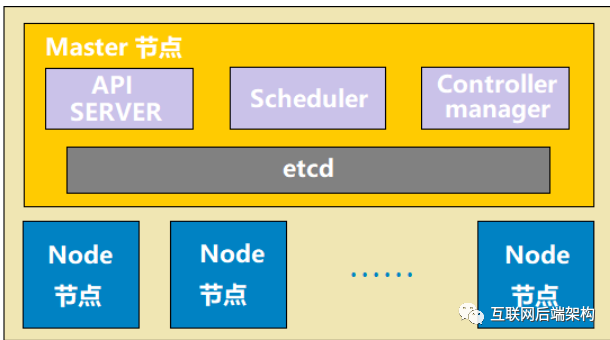 Master 节点
API
SERVER
Scheduler
Controller
manager
etcd
Node
节点
Node
节点
······
Node
节点
互联网后端架构